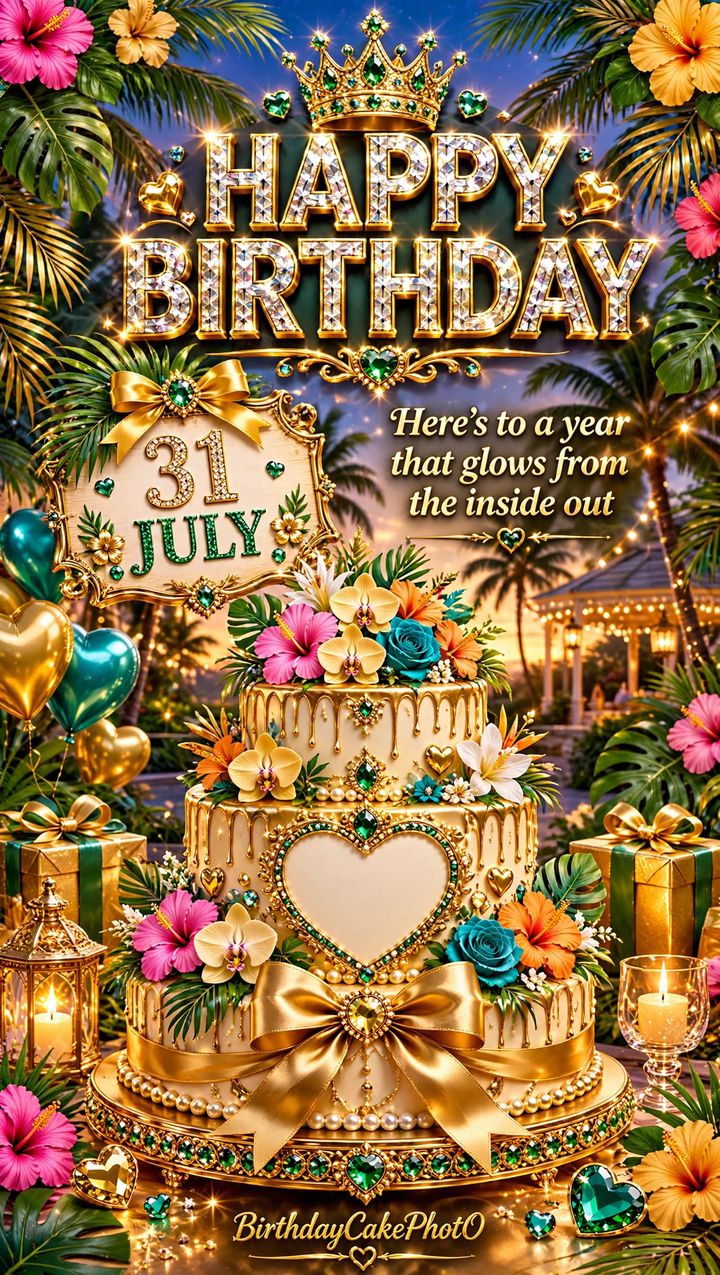 HAPPY
BIRTHDAY
31
JULY
Here's to a year
that glows from
the inside out
BirthdayCakePhotO